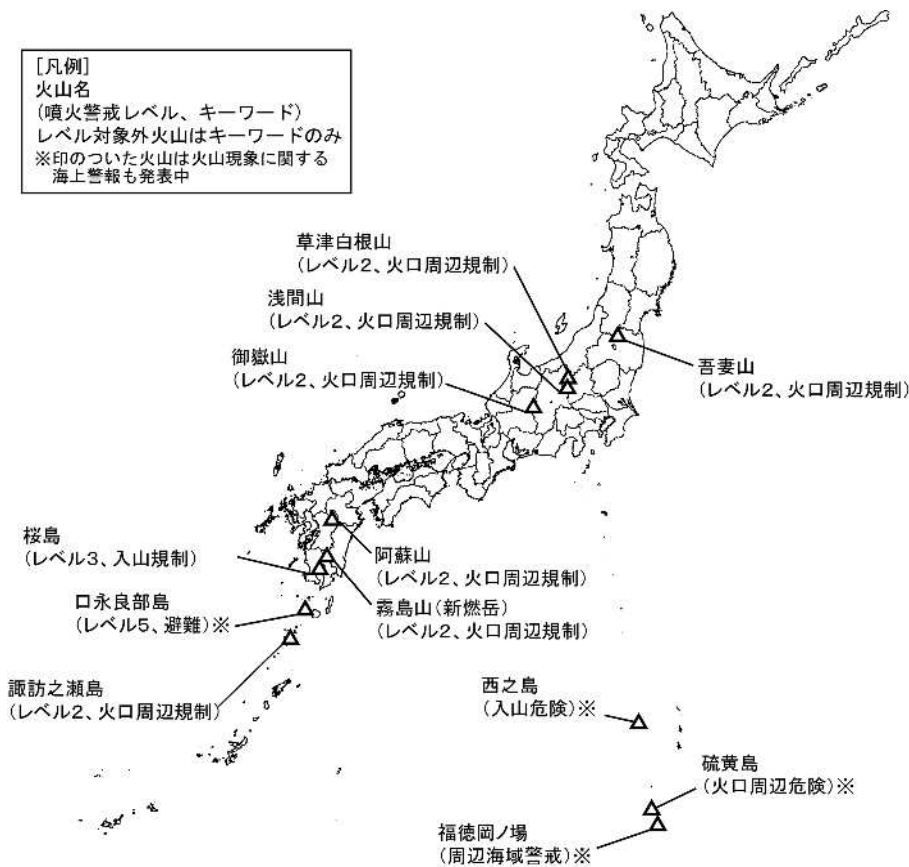 [凡例]
火山名
(噴火警戒レベル、キーワード)
レベル対象外火山はキーワードのみ
※印のついた火山は火山現象に関する
海上警報も発表中
草津白根山
(レベル2、火口周辺規制)
浅間山
(レベル2、火口周辺規制)
御嶽山
(レベル2、火口周辺規制)
吾妻山
(レベル2、火口周辺規制)
桜島
(レベル3、入山規制)
阿蘇山
(レベル2、火口周辺規制)
口永良部島
(レベル5、避難)※
霧島山(新燃岳)
(レベル2、火口周辺規制)
諏訪之瀬島
(レベル2、火口周辺規制)
西之島
(入山危険)※
硫黄島
(火口周辺危険)※
福徳岡ノ場
(周辺海域警戒)※